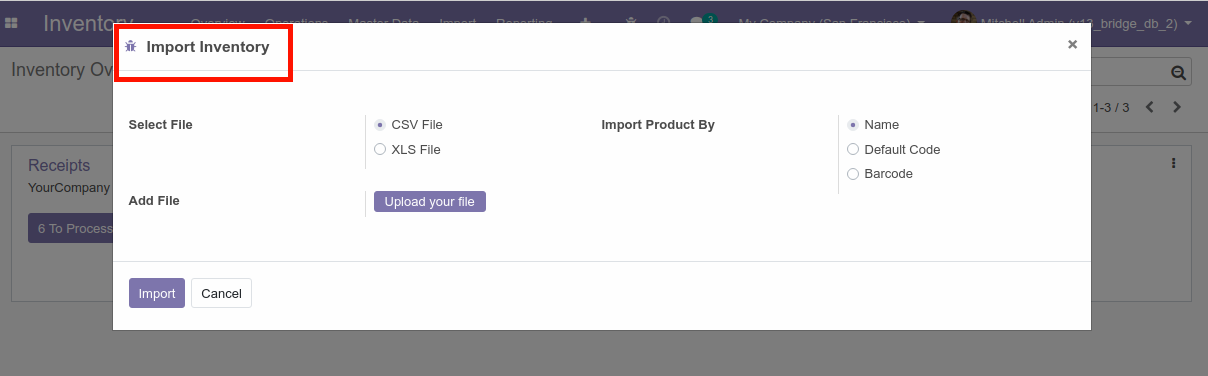 Inventory Overview Operations Master Data Import Reporting 3 My Company (San Francisco) Mitchell Admin (v13_bridge_db_2)
Import Inventory ×
Inventory Ov
1-3 / 3
Select File CSV File Import Product By Name
XLS File Default Code
Barcode
Receipts
YourCompany
Add File Upload your file
6 To Process
Import Cancel